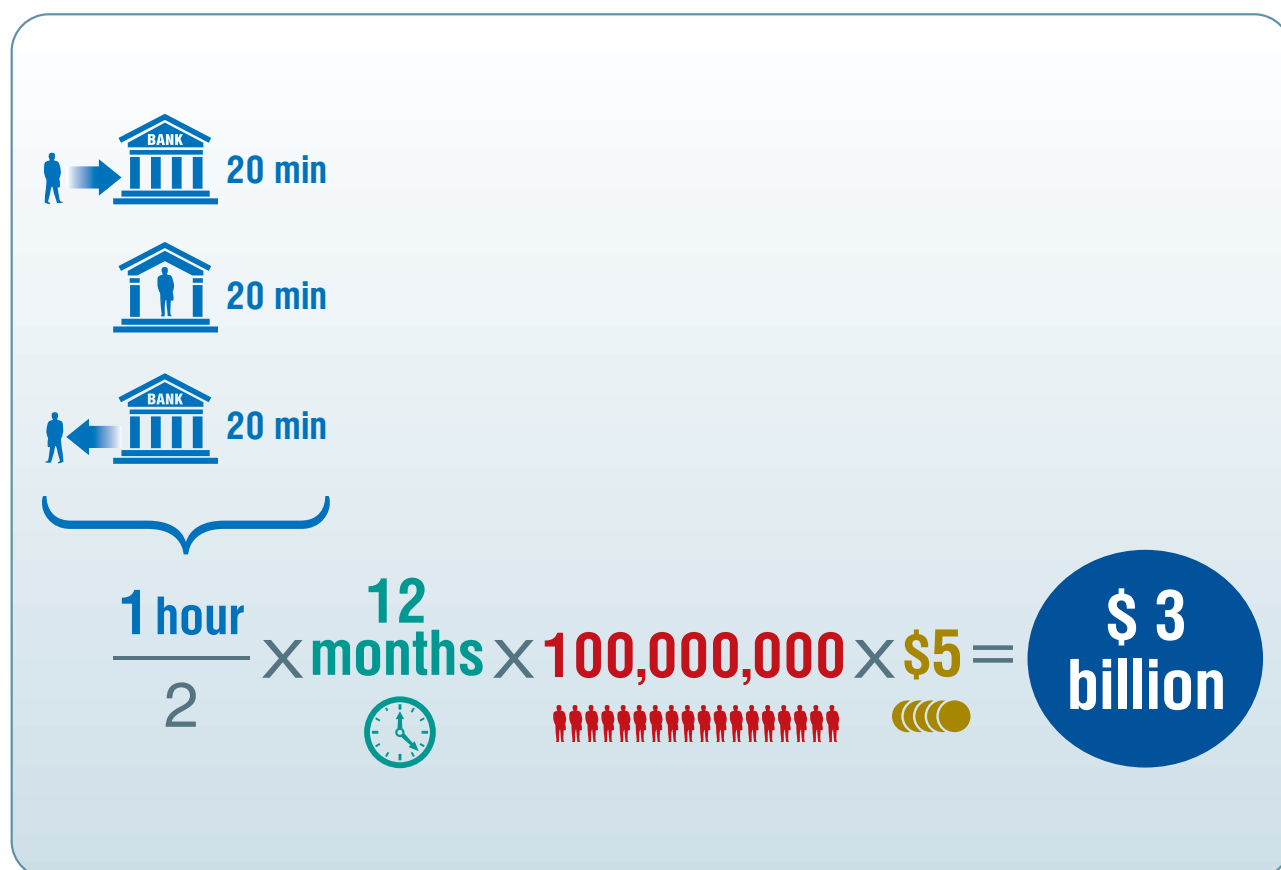 BANK
20 min
20 min
BANK
20 min
1 hour
2
x
12
months
x
100,000,000
x
$5
=
$ 3
billion